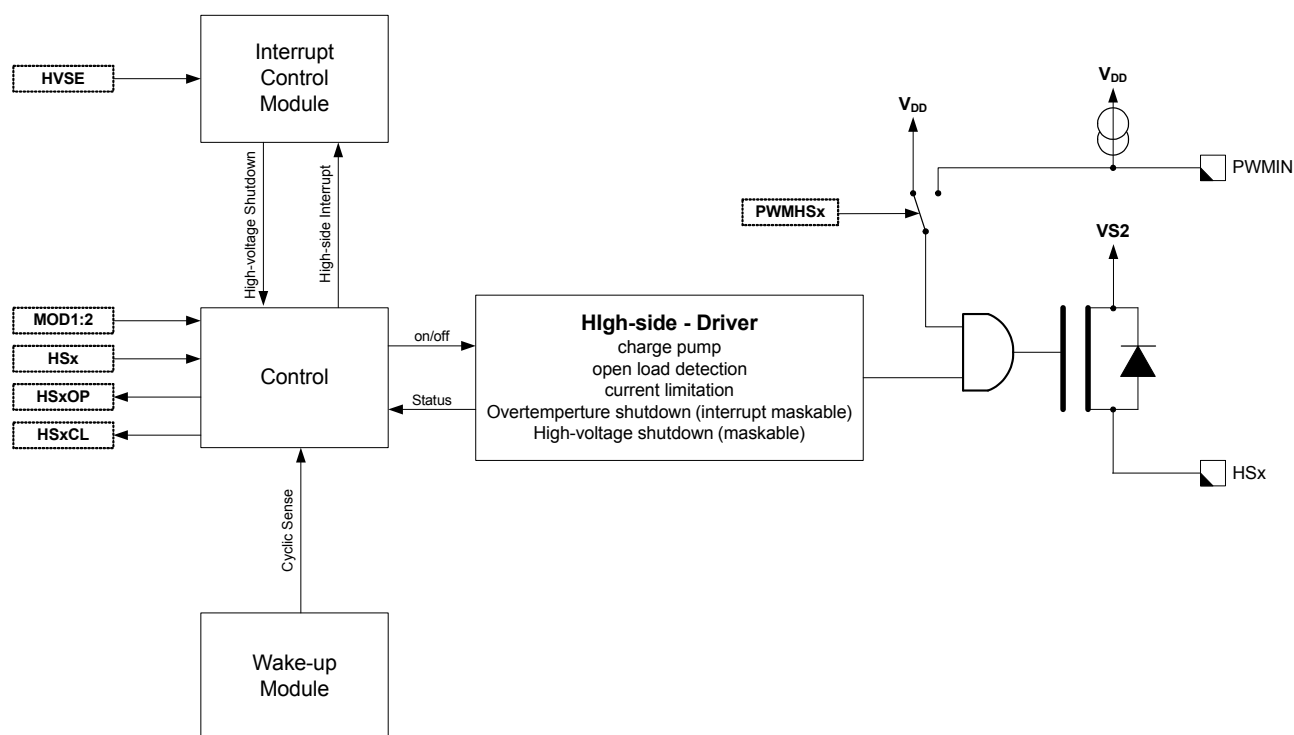 Interrupt
Control
Module
HVSE
High-voltage Shutdown
High-side Interrupt
VDD
VDD
PWMIN
PWMHSx
VS2
MOD1:2
HSx
HSxOP
HSxCL
Control
on/off
Status
HIgh-side - Driver
charge pump
open load detection
current limitation
Overtemperture shutdown (interrupt maskable)
High-voltage shutdown (maskable)
HSx
Cyclic Sense
Wake-up
Module